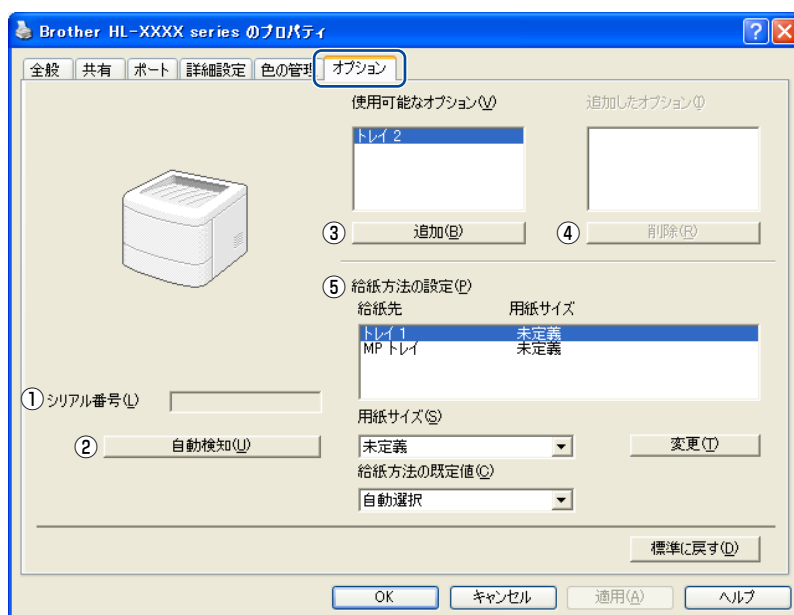 Brother HL-XXXX series のプロパティ
全般 共有 ポート 詳細設定 色の管理 オプション
使用可能なオプション(V)
追加したオプション(I)
トレイ 2
③ 追加(B)
④ 削除(R)
⑤ 給紙方法の設定(P)
給紙先 用紙サイズ
トレイ 1 未定義
MP トレイ 未定義
① シリアル番号(L)
② 自動検知(U)
用紙サイズ(S)
未定義
変更(T)
給紙方法の既定値(C)
自動選択
標準に戻す(D)
OK キャンセル 適用(A) ヘルプ